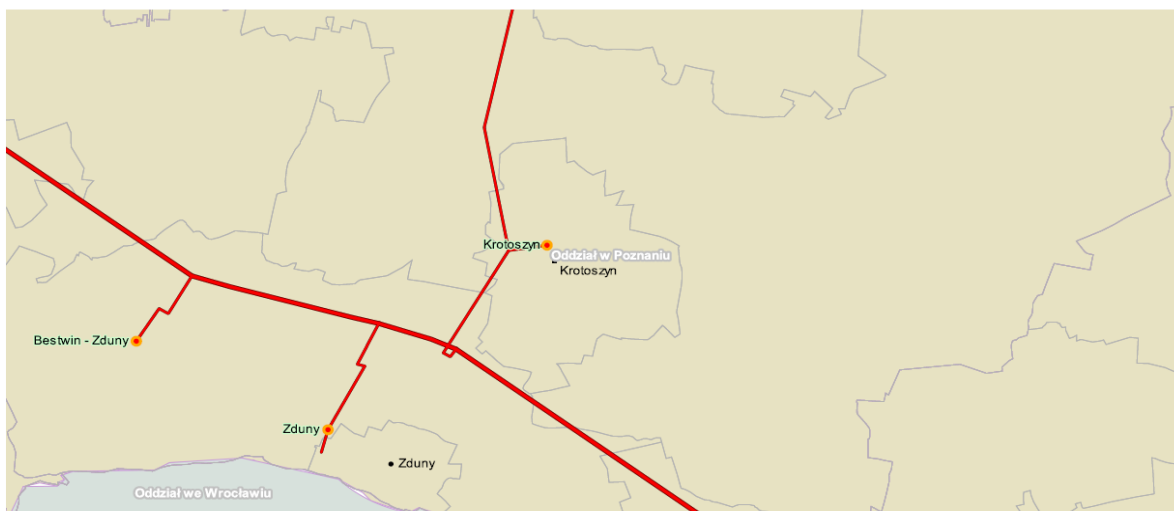 Krotoszyn
Oddział w Poznaniu
Krotoszyn
Bestwin - Zduny
Zduny
Zduny
Oddział we Wrocławiu